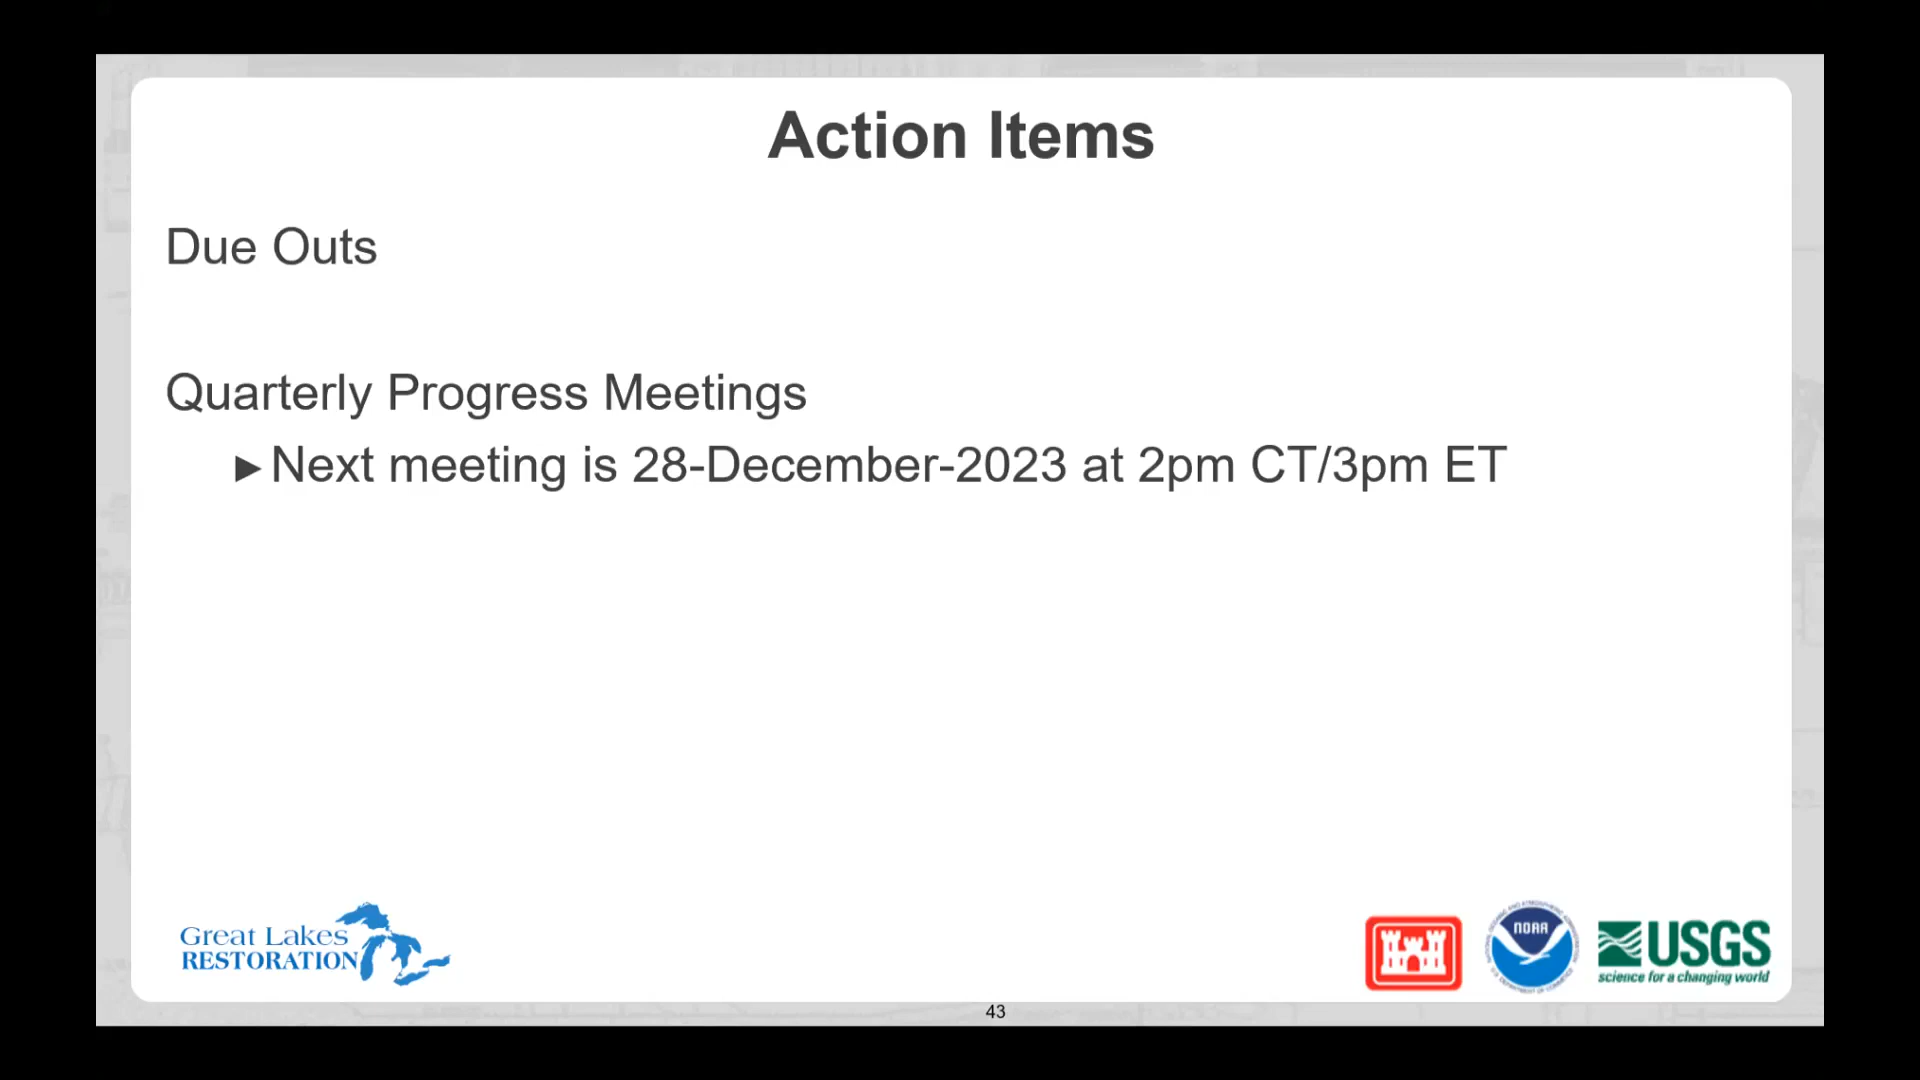 Action Items
Due Outs
Quarterly Progress Meetings
►Next meeting is 28-December-2023 at 2pm CT/3pm ET
Great Lakes
RESTORATION
NOAA
USGS
science for a changing world
43